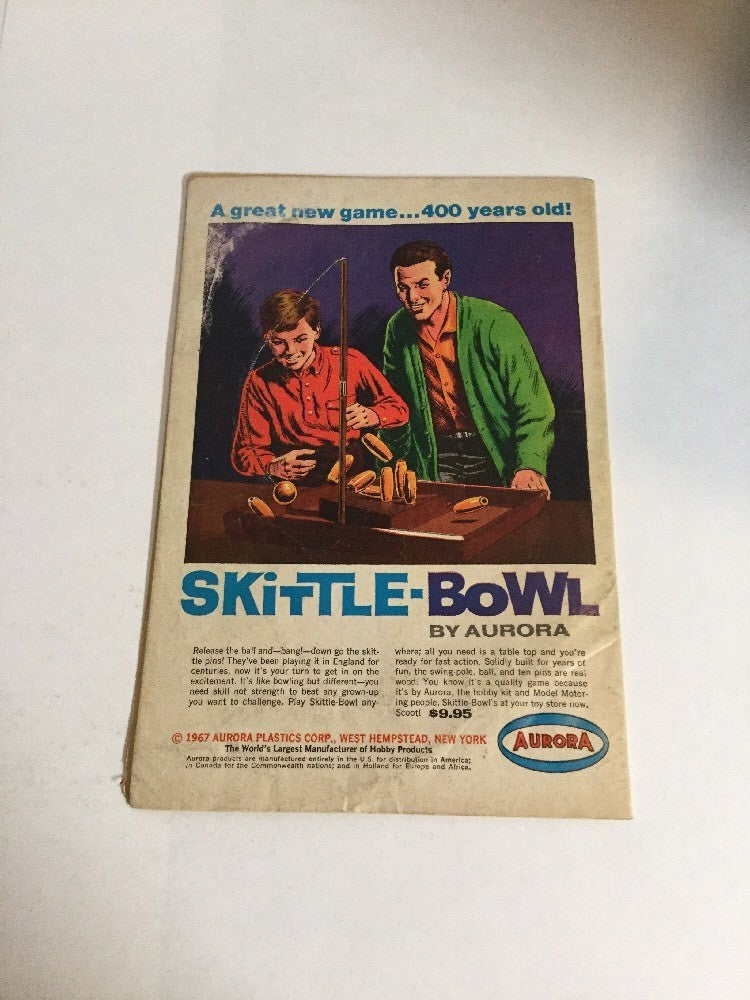 A great new game...400 years old!
SKiTTLE-BoWL
BY AURORA
Release the ball and—bang!—down go the skit-
tle pins! They've been playing it in England for
centuries, now it's your turn to get in on the
excitement. It's like bowling but different—you
need skill not strength to beat any grown-up
you want to challenge. Play Skittle-Bowl any-
where; all you need is a table top and you're
ready for fast action. Solidly built for years of
fun, the swing-pole, ball, and ten pins are real
wood. You know it's a quality game because
it's by Aurora, the hobby kit and Model Motor-
ing people. Skittle-Bowl's at your toy store now.
Scoot! $9.95
© 1967 AURORA PLASTICS CORP., WEST HEMPSTEAD, NEW YORK
The World's Largest Manufacturer of Hobby Products
Aurora products are manufactured entirely in the U.S. for distribution in America;
in Canada for the Commonwealth nations; and in Holland for Europe and Africa.
AURORA